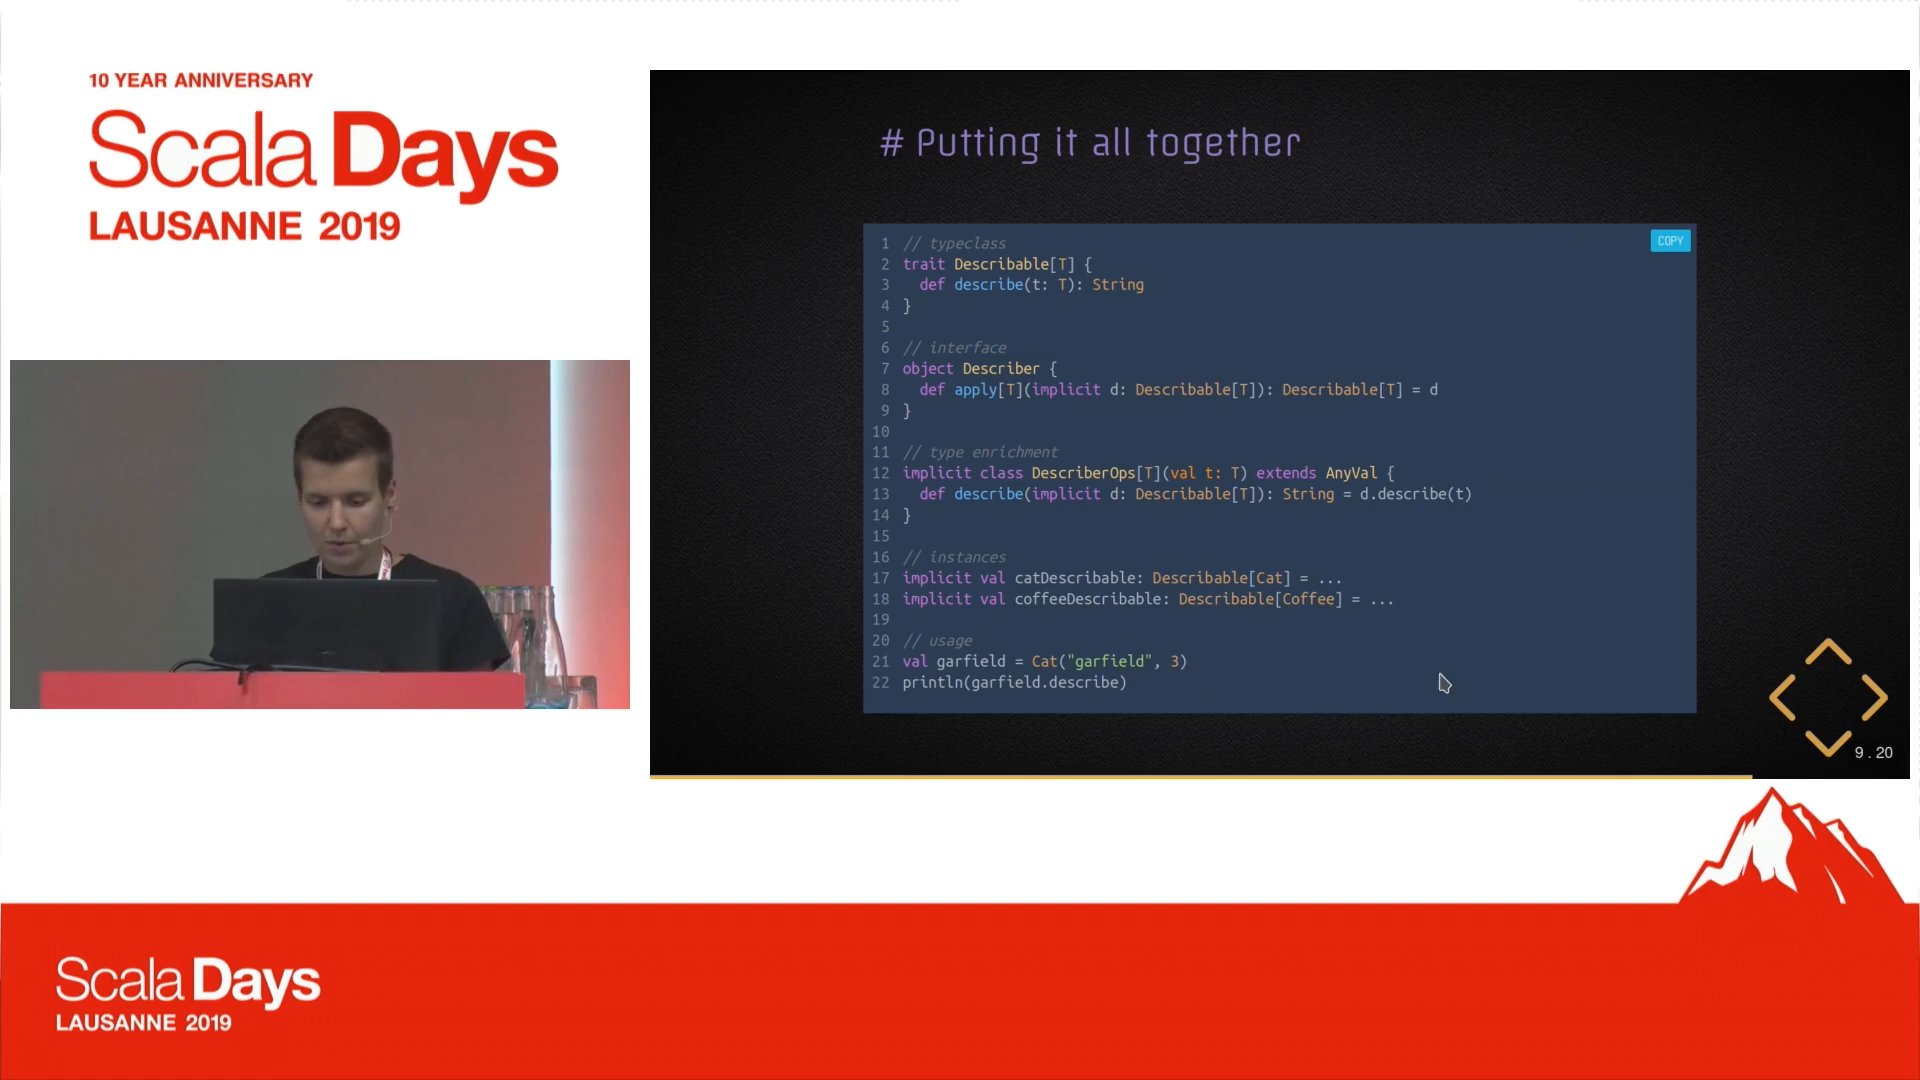 10 YEAR ANNIVERSARY
Scala Days
LAUSANNE 2019
# Putting it all together
COPY
1 // typeclass
2 trait Describable[T] {
3   def describe(t: T): String
4 }
5
6 // interface
7 object Describer {
8   def apply[T](implicit d: Describable[T]): Describable[T] = d
9 }
10
11 // type enrichment
12 implicit class DescriberOps[T](val t: T) extends AnyVal {
13   def describe(implicit d: Describable[T]): String = d.describe(t)
14 }
15
16 // instances
17 implicit val catDescribable: Describable[Cat] = ...
18 implicit val coffeeDescribable: Describable[Coffee] = ...
19
20 // usage
21 val garfield = Cat("garfield", 3)
22 println(garfield.describe)
9.20
Scala Days
LAUSANNE 2019